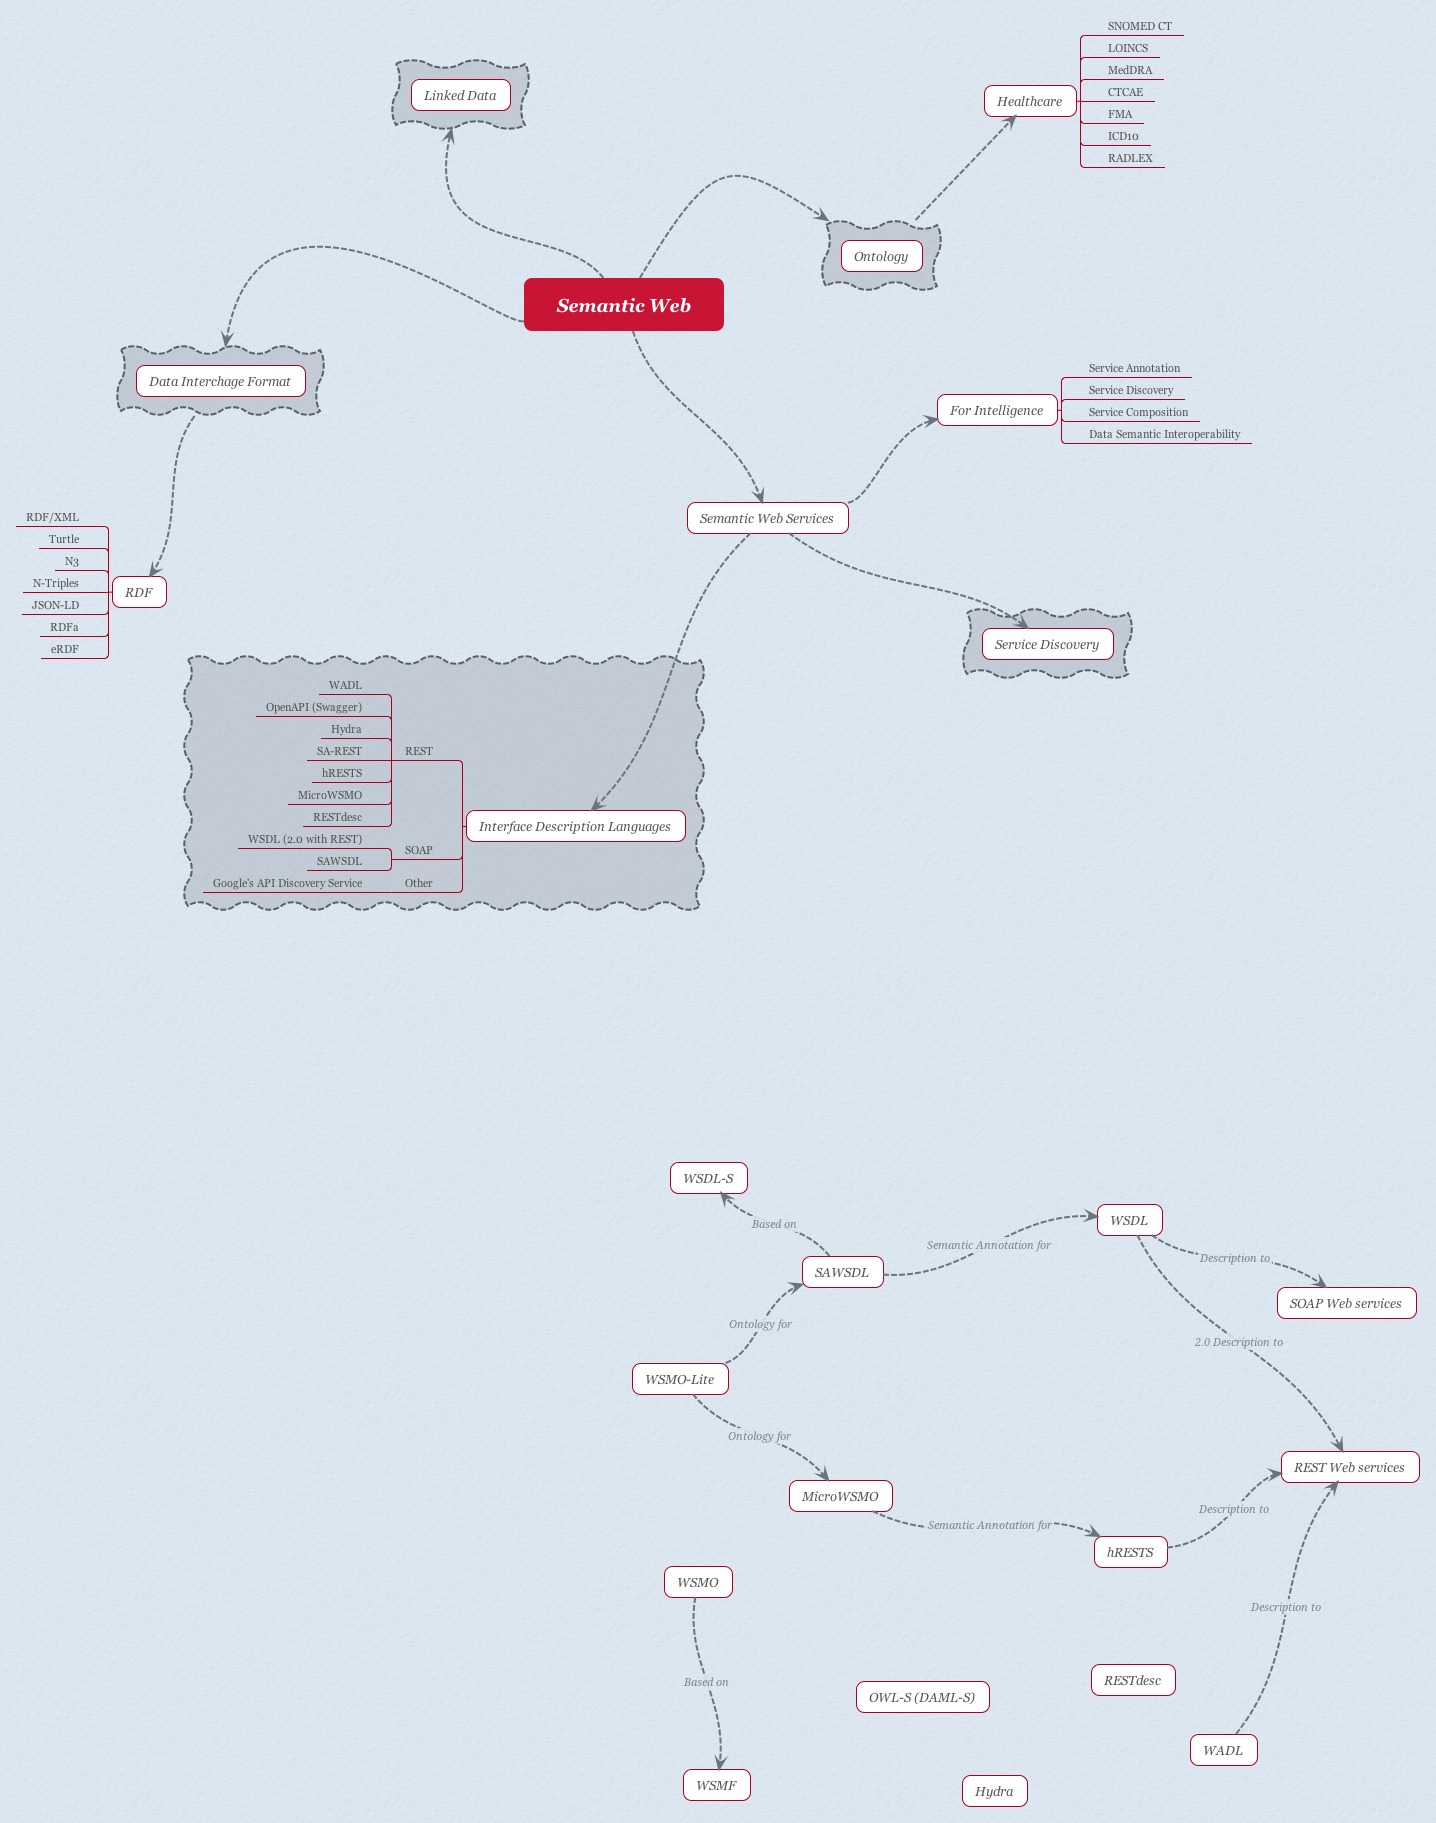 SNOMED CT
LOINCS
MedDRA
CTCAE
FMA
ICD10
RADLEX
Healthcare
Linked Data
Ontology
Semantic Web
Data Interchage Format
For Intelligence
Service Annotation
Service Discovery
Service Composition
Data Semantic Interoperability
Semantic Web Services
RDF/XML
Turtle
N3
N-Triples
JSON-LD
RDFa
eRDF
RDF
Service Discovery
WADL
OpenAPI (Swagger)
Hydra
SA-REST
hRESTS
MicroWSMO
RESTdesc
REST
WSDL (2.0 with REST)
SAWSDL
SOAP
Google's API Discovery Service
Other
Interface Description Languages
WSDL-S
Based on
WSDL
Semantic Annotation for
Description to
SAWSDL
SOAP Web services
Ontology for
2.0 Description to
WSMO-Lite
Ontology for
REST Web services
MicroWSMO
Description to
Semantic Annotation for
hRESTS
WSMO
Description to
Based on
RESTdesc
OWL-S (DAML-S)
WADL
WSMF
Hydra